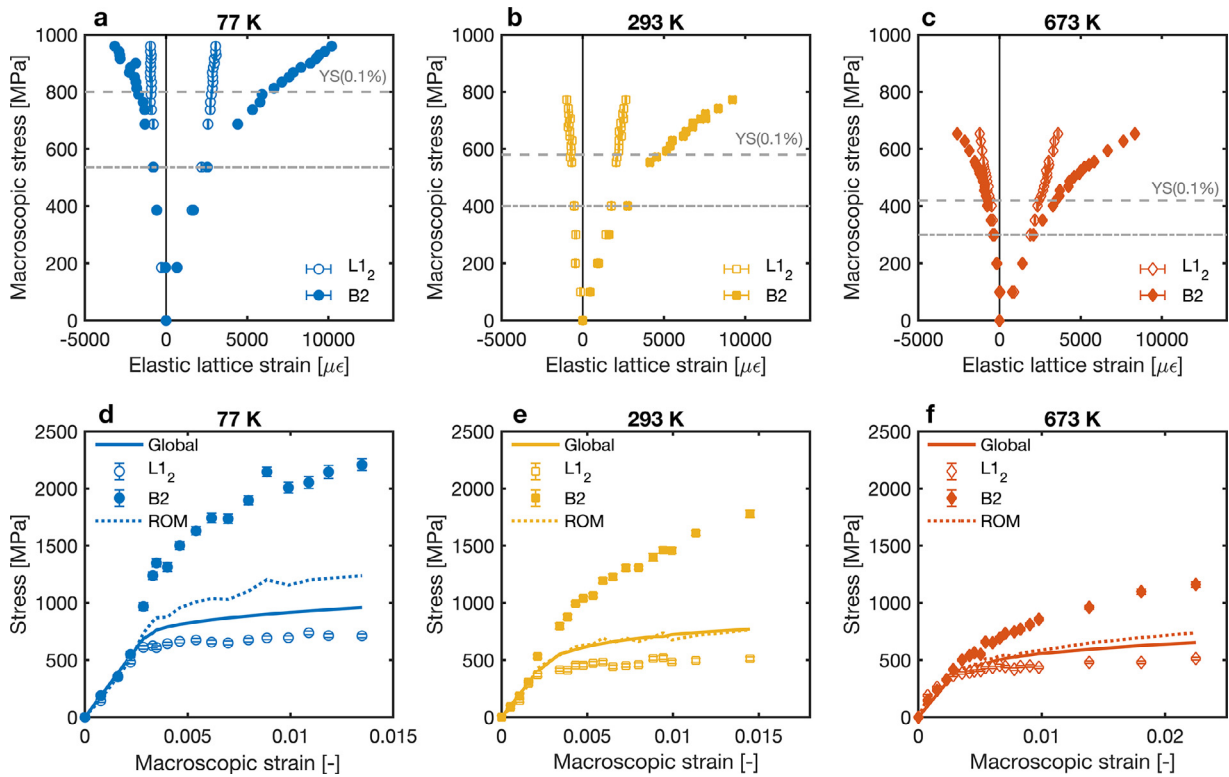 a 77 K
Macroscopic stress [MPa]
1000
800
600
400
200
0
YS(0.1%)
L1₂
B2
-5000 0 5000 10000
Elastic lattice strain [με]
b 293 K
Macroscopic stress [MPa]
1000
800
600
400
200
0
YS(0.1%)
L1₂
B2
-5000 0 5000 10000
Elastic lattice strain [με]
c 673 K
Macroscopic stress [MPa]
1000
800
600
400
200
0
YS(0.1%)
L1₂
B2
-5000 0 5000 10000
Elastic lattice strain [με]
d 77 K
Stress [MPa]
2500
2000
1500
1000
500
0
Global
L1₂
B2
ROM
0 0.005 0.01 0.015
Macroscopic strain [-]
e 293 K
Stress [MPa]
2500
2000
1500
1000
500
0
Global
L1₂
B2
ROM
0 0.005 0.01 0.015
Macroscopic strain [-]
f 673 K
Stress [MPa]
2500
2000
1500
1000
500
0
Global
L1₂
B2
ROM
0 0.01 0.02
Macroscopic strain [-]